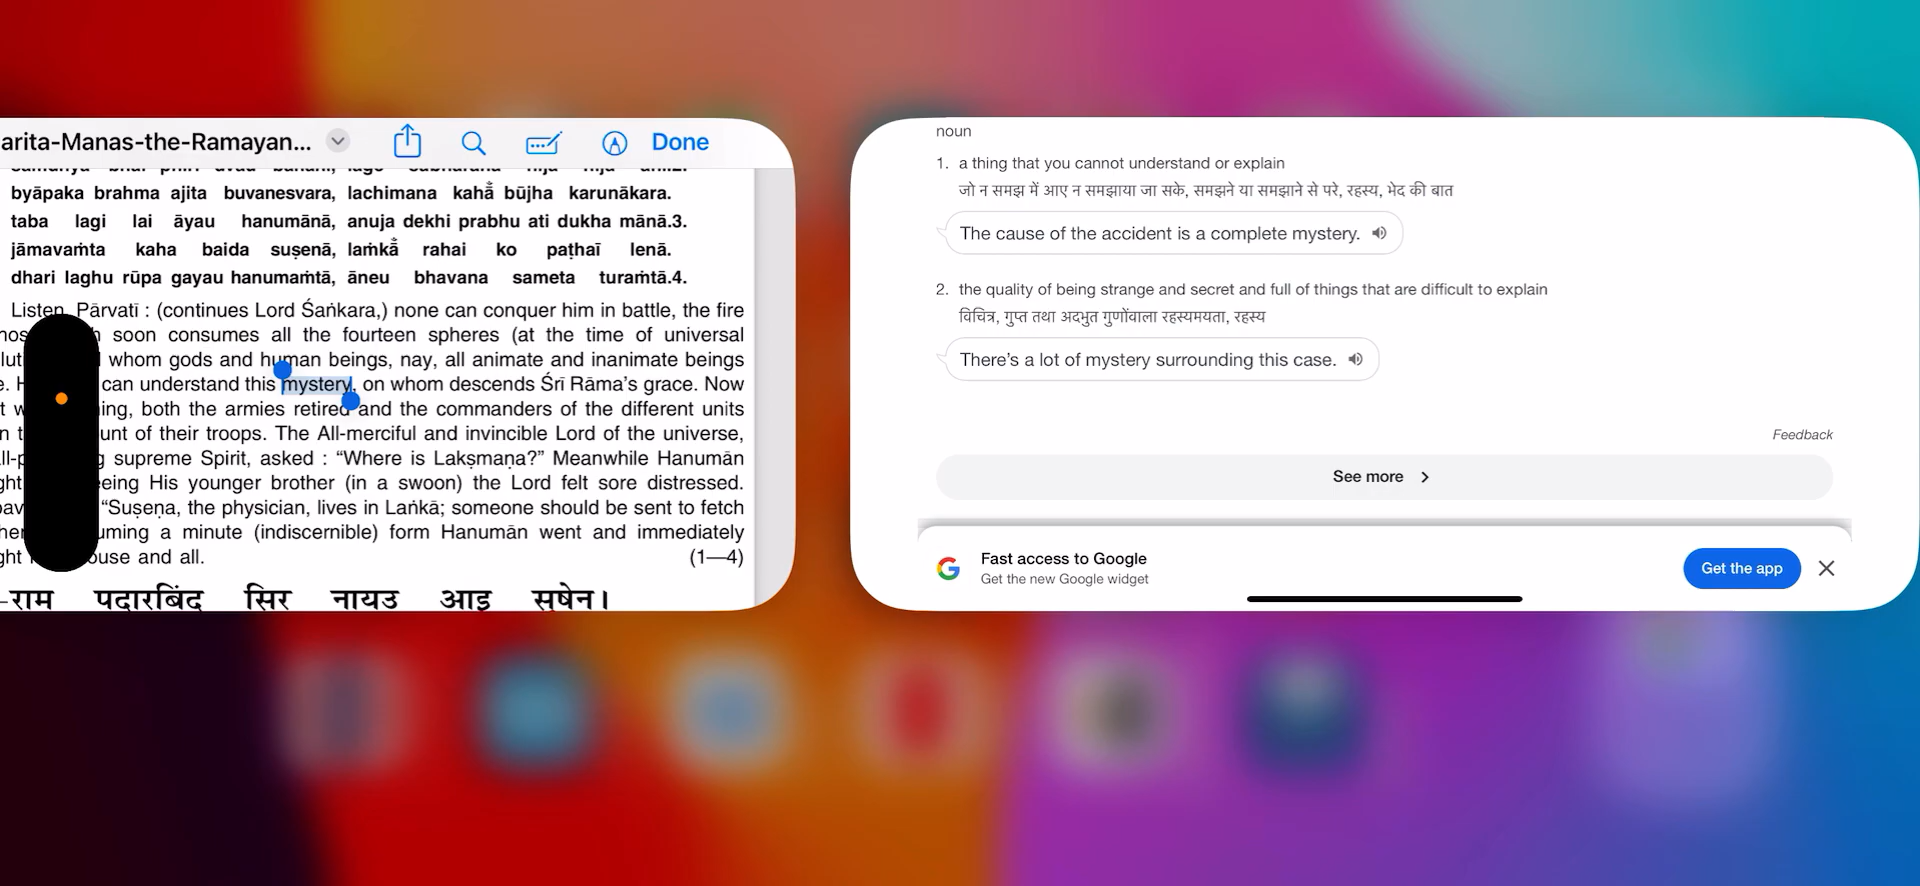 arita-Manas-the-Ramayan...
Done
byāpaka brahma ajita buvanesvara, lachimana kahā̐ būjha karunākara.
taba lagi lai āyau hanumānā, anuja dekhi prabhu ati dukha mānā.3.
jāmavaṁta kaha baida suṣenā, laṁkā̐ rahai ko paṭhaī lenā.
dhari laghu rūpa gayau hanumaṁtā, āneu bhavana sameta turaṁtā.4.
Listen, Pārvatī : (continues Lord Śaṅkara,) none can conquer him in battle, the fire
soon consumes all the fourteen spheres (at the time of universal
whom gods and human beings, nay, all animate and inanimate beings
can understand this mystery, on whom descends Śrī Rāma's grace. Now
both the armies retired and the commanders of the different units
of their troops. The All-merciful and invincible Lord of the universe,
supreme Spirit, asked : “Where is Lakṣmaṇa?” Meanwhile Hanumān
His younger brother (in a swoon) the Lord felt sore distressed.
“Suṣeṇa, the physician, lives in Laṅkā; someone should be sent to fetch
a minute (indiscernible) form Hanumān went and immediately
and all. (1—4)
राम पदारबिंद सिर नायउ आइ सुषेन।
noun
1. a thing that you cannot understand or explain
जो न समझ में आए न समझाया जा सके, समझने या समझाने से परे, रहस्य, भेद की बात
The cause of the accident is a complete mystery.
2. the quality of being strange and secret and full of things that are difficult to explain
विचित्र, गुप्त तथा अदभुत गुणोंवाला रहस्यमयता, रहस्य
There's a lot of mystery surrounding this case.
Feedback
See more
Fast access to Google
Get the new Google widget
Get the app